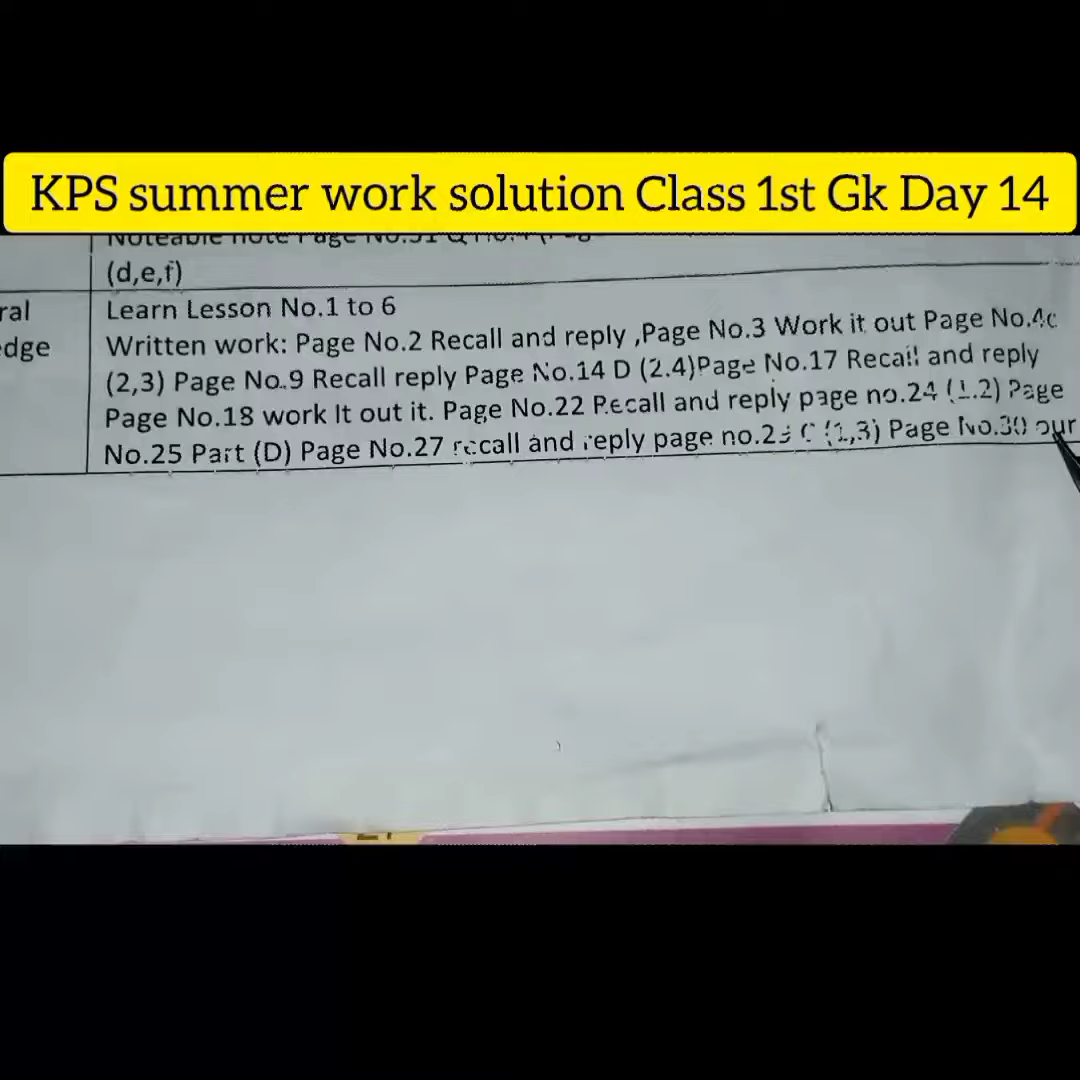 KPS summer work solution Class 1st Gk Day 14
(d,e,f)
ral
Learn Lesson No.1 to 6
edge
Written work: Page No.2 Recall and reply ,Page No.3 Work it out Page No.4c
(2,3) Page No.9 Recall reply Page No.14 D (2.4)Page No.17 Recall and reply
Page No.18 work It out it. Page No.22 Recall and reply page no.24 (1.2) Page
No.25 Part (D) Page No.27 recall and reply page C (1,3) Page No.30 our